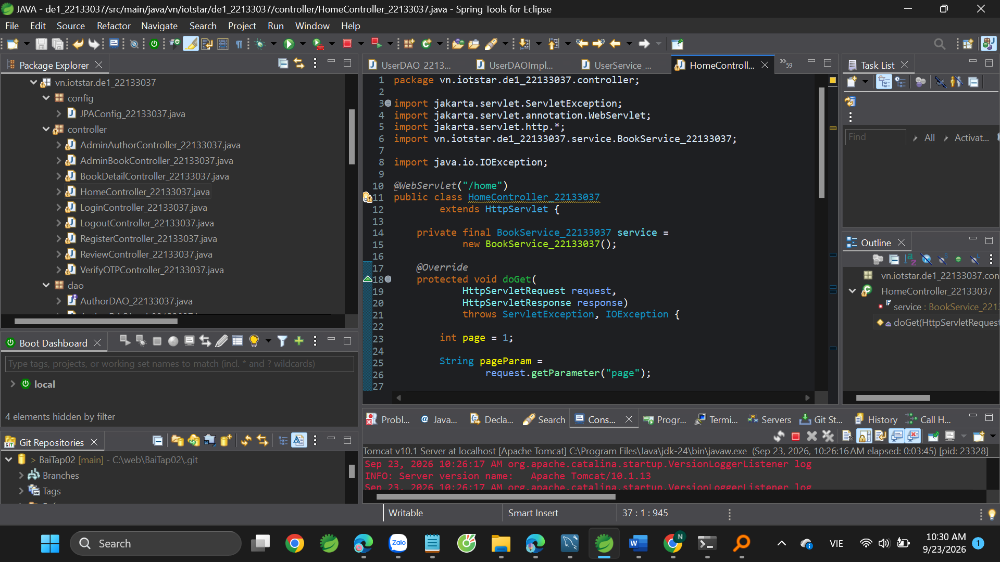 JAVA - de1_22133037/src/main/java/vn/iotstar/de1_22133037/controller/HomeController_22133037.java - Spring Tools for Eclipse
File Edit Source Refactor Navigate Search Project Run Window Help
Package Explorer
vn.iotstar.de1_22133037
config
JPAConfig_22133037.java
controller
AdminAuthorController_22133037.java
AdminBookController_22133037.java
BookDetailController_22133037.java
HomeController_22133037.java
LoginController_22133037.java
LogoutController_22133037.java
RegisterController_22133037.java
ReviewController_22133037.java
VerifyOTPController_22133037.java
dao
AuthorDAO_22133037.java
Boot Dashboard
Type tags, projects, or working set names to match (incl. * and ? wildcards)
local
4 elements hidden by filter
Git Repositories
> BaiTap02 [main] - C:\web\BaiTap02\.git
Branches
Tags
UserDAO_2213... UserDAOImpl... UserService_... HomeControll... »59
1 package vn.iotstar.de1_22133037.controller;
2
3 import jakarta.servlet.ServletException;
4 import jakarta.servlet.annotation.WebServlet;
5 import jakarta.servlet.http.*;
6 import vn.iotstar.de1_22133037.service.BookService_22133037;
7
8 import java.io.IOException;
9
10 @WebServlet("/home")
11 public class HomeController_22133037
12 extends HttpServlet {
13
14 private final BookService_22133037 service =
15 new BookService_22133037();
16
17 @Override
18 protected void doGet(
19 HttpServletRequest request,
20 HttpServletResponse response)
21 throws ServletException, IOException {
22
23 int page = 1;
24
25 String pageParam =
26 request.getParameter("page");
27
Task List
Find All Activat...
Outline
vn.iotstar.de1_22133037.con
HomeController_22133037
service : BookService_221
doGet(HttpServletRequest
Probl... Java... Decla... Search Cons... Progr... Termi... Servers Git St... History Call H...
Tomcat v10.1 Server at localhost [Apache Tomcat] C:\Program Files\Java\jdk-24\bin\javaw.exe (Sep 23, 2026, 10:26:16 AM elapsed: 0:03:45) [pid: 23328]
Sep 23, 2026 10:26:17 AM org.apache.catalina.startup.VersionLoggerListener log
INFO: Server version name: Apache Tomcat/10.1.13
Sep 23, 2026 10:26:17 AM org.apache.catalina.startup.VersionLoggerListener log
Writable Smart Insert 37 : 1 : 945
Search
Zalo
N
VIE
10:30 AM
9/23/2026
1